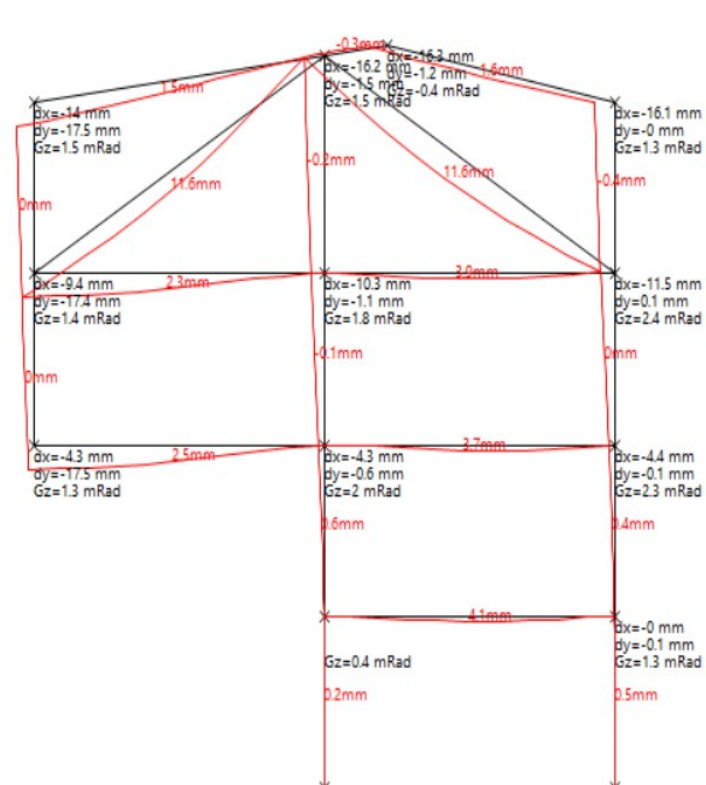 -0.3mm
dx=-16.3 mm
dy=-1.2 mm
Gz=-0.4 mRad
dx=-16.2 mm
dy=-1.5 mm
Gz=1.5 mRad
-1.6mm
1.5mm
dx=-14 mm
dy=-17.5 mm
Gz=1.5 mRad
dx=-16.1 mm
dy=-0 mm
Gz=1.3 mRad
-0.2mm
11.6mm
11.6mm
-0.4mm
0mm
2.3mm
3.9mm
dx=-9.4 mm
dy=-17.4 mm
Gz=1.4 mRad
dx=-10.3 mm
dy=-1.1 mm
Gz=1.8 mRad
dx=-11.5 mm
dy=0.1 mm
Gz=2.4 mRad
0mm
-0.1mm
0mm
2.5mm
3.7mm
dx=-4.3 mm
dy=-17.5 mm
Gz=1.3 mRad
dx=-4.3 mm
dy=-0.6 mm
Gz=2 mRad
dx=-4.4 mm
dy=-0.1 mm
Gz=2.3 mRad
0.6mm
0.4mm
4.1mm
dx=-0 mm
dy=-0.1 mm
Gz=1.3 mRad
Gz=0.4 mRad
0.2mm
0.5mm